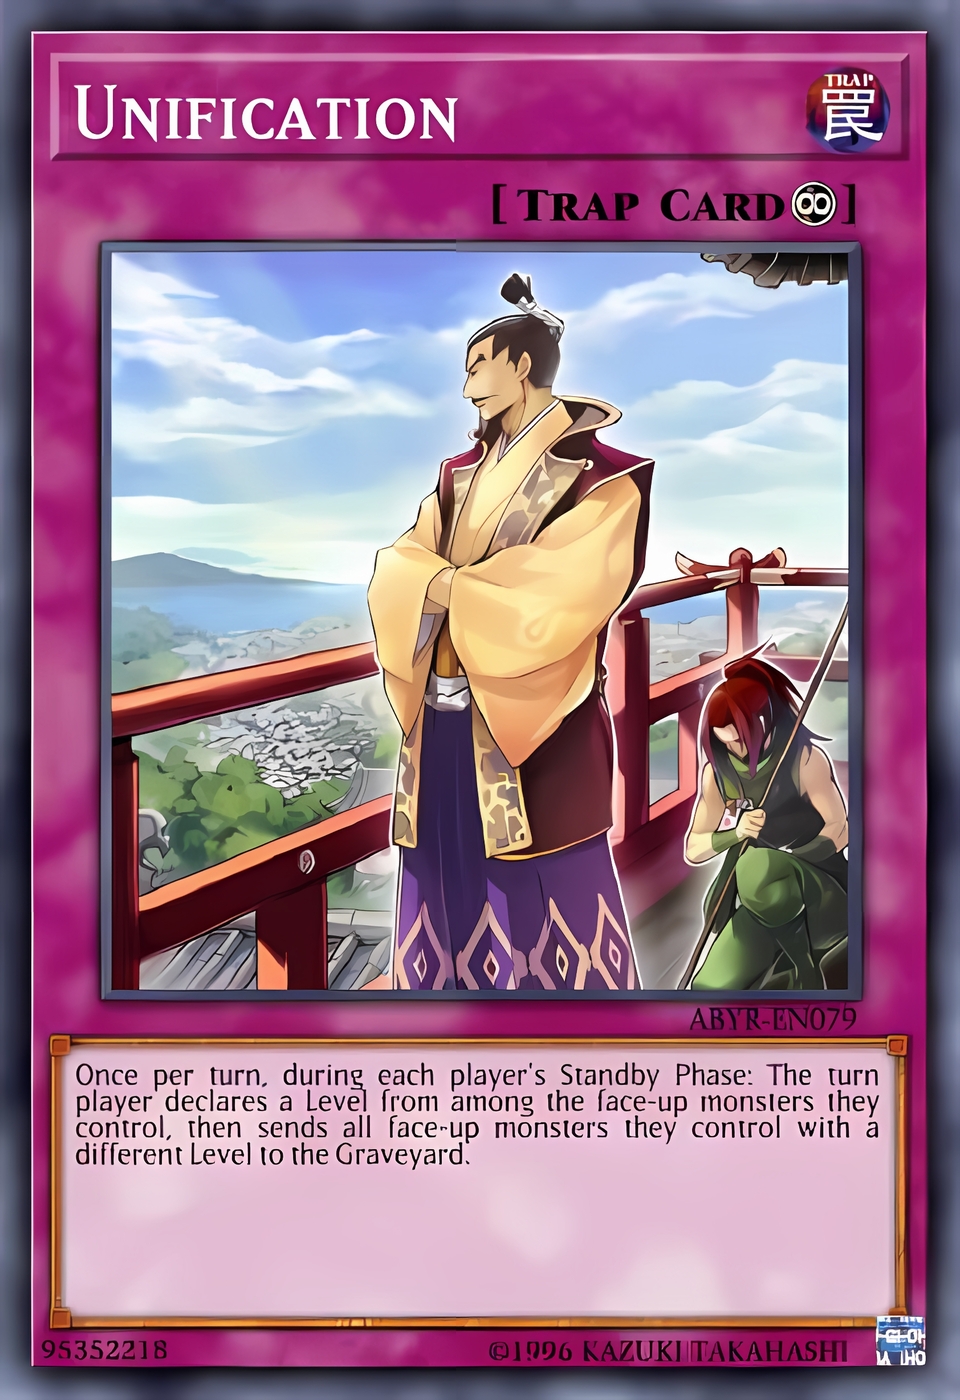 UNIFICATION
TRAP
罠
[TRAP CARD]
ABYR-EN079
Once per turn, during each player's Standby Phase: The turn
player declares a Level from among the face-up monsters they
control, then sends all face-up monsters they control with a
different Level to the Graveyard.
95352218
©1996 KAZUKI TAKAHASHI